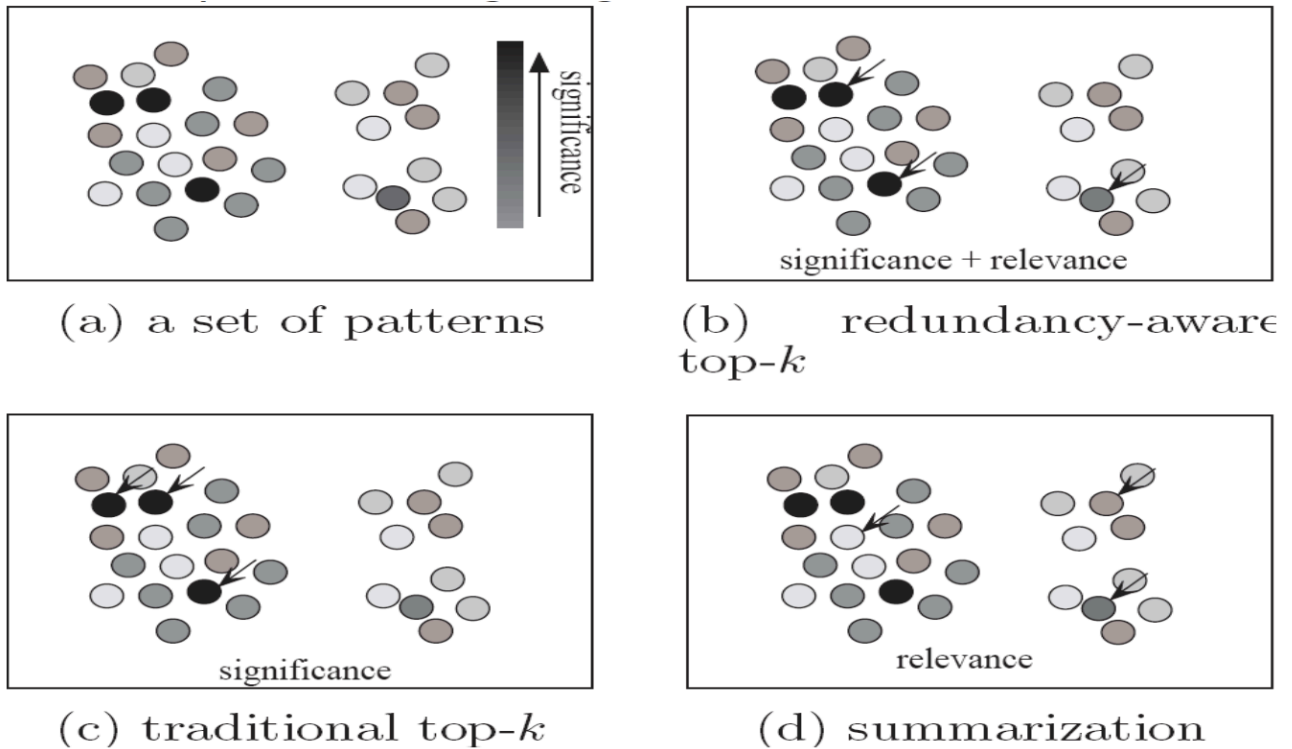 significance
(a) a set of patterns
significance + relevance
(b) redundancy-aware
top-k
significance
(c) traditional top-k
relevance
(d) summarization